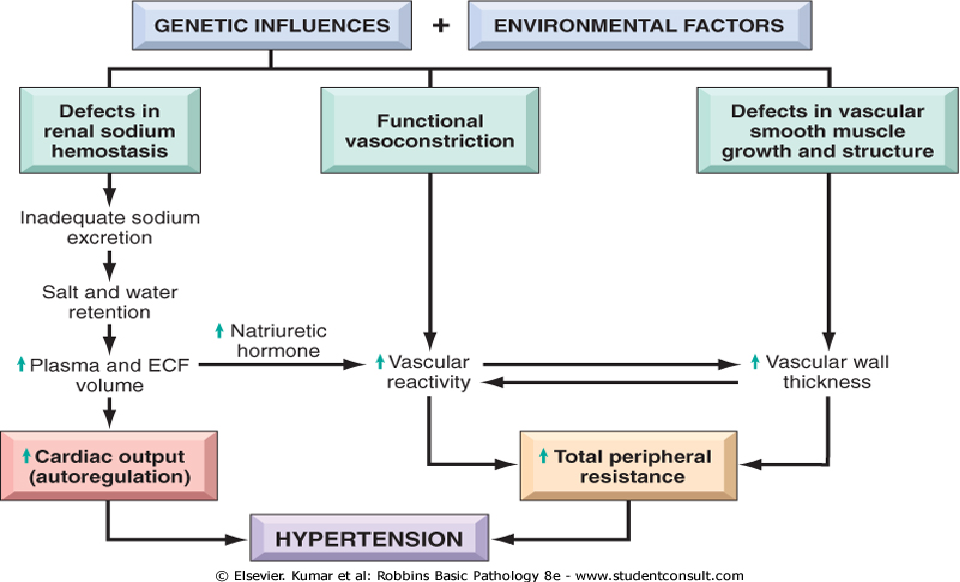 GENETIC INFLUENCES + ENVIRONMENTAL FACTORS
Defects in
renal sodium
hemostasis
Functional
vasoconstriction
Defects in vascular
smooth muscle
growth and structure
Inadequate sodium
excretion
Salt and water
retention
↑ Plasma and ECF
volume
↑ Natriuretic
hormone
↑ Vascular
reactivity
↑ Vascular wall
thickness
↑ Cardiac output
(autoregulation)
↑ Total peripheral
resistance
HYPERTENSION
© Elsevier. Kumar et al: Robbins Basic Pathology 8e - www.studentconsult.com